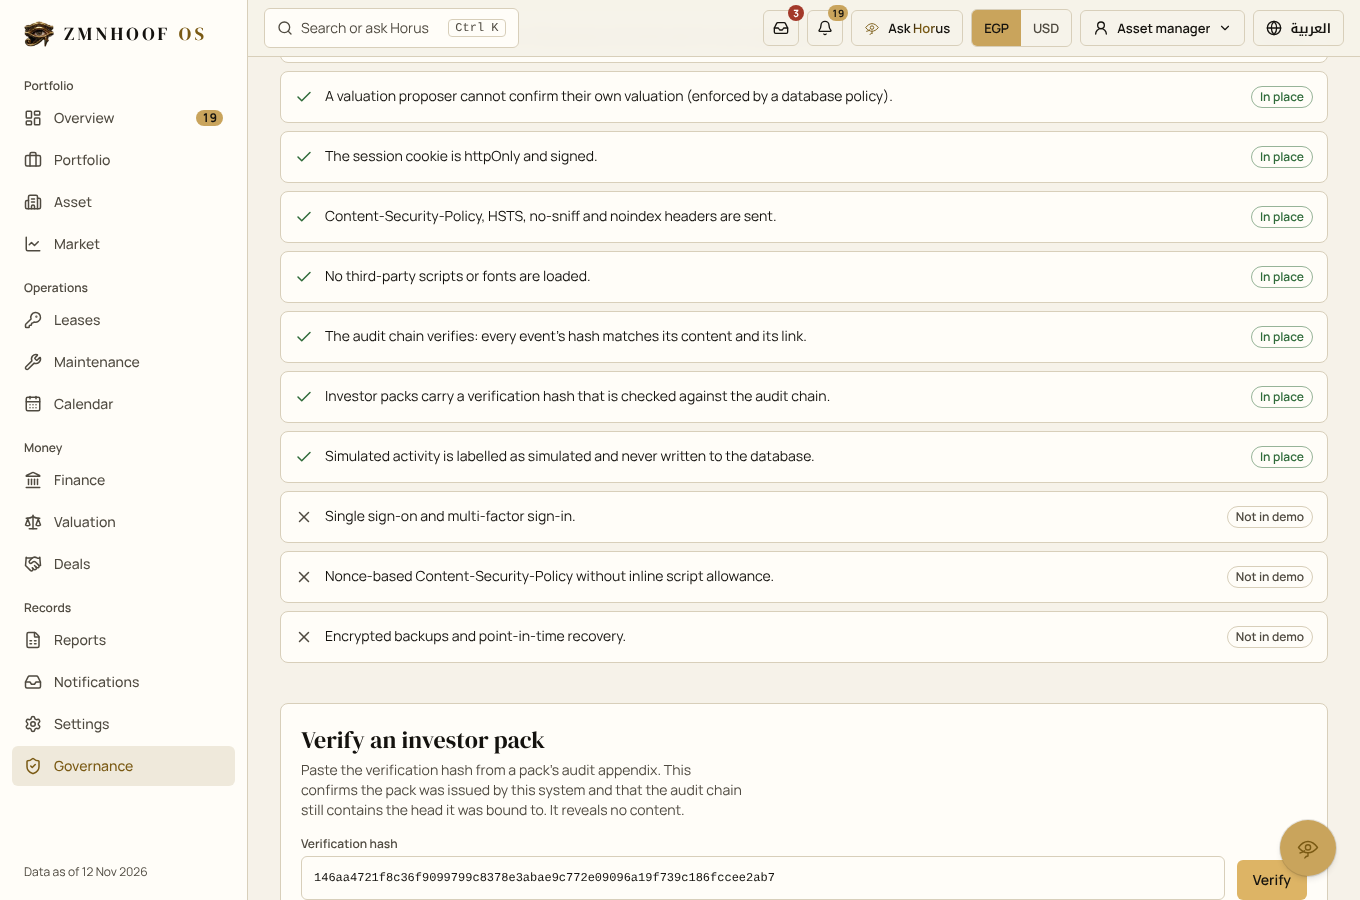 ZMNHOOF OS
Search or ask Horus
Ctrl K
3
19
Ask Horus
EGP
USD
Asset manager
العربية
Portfolio
Overview
19
Portfolio
Asset
Market
Operations
Leases
Maintenance
Calendar
Money
Finance
Valuation
Deals
Records
Reports
Notifications
Settings
Governance
Data as of 12 Nov 2026
A valuation proposer cannot confirm their own valuation (enforced by a database policy).
In place
The session cookie is httpOnly and signed.
In place
Content-Security-Policy, HSTS, no-sniff and noindex headers are sent.
In place
No third-party scripts or fonts are loaded.
In place
The audit chain verifies: every event's hash matches its content and its link.
In place
Investor packs carry a verification hash that is checked against the audit chain.
In place
Simulated activity is labelled as simulated and never written to the database.
In place
Single sign-on and multi-factor sign-in.
Not in demo
Nonce-based Content-Security-Policy without inline script allowance.
Not in demo
Encrypted backups and point-in-time recovery.
Not in demo
Verify an investor pack
Paste the verification hash from a pack's audit appendix. This
confirms the pack was issued by this system and that the audit chain
still contains the head it was bound to. It reveals no content.
Verification hash
146aa4721f8c36f9099799c8378e3abae9c772e09096a19f739c186fccee2ab7
Verify